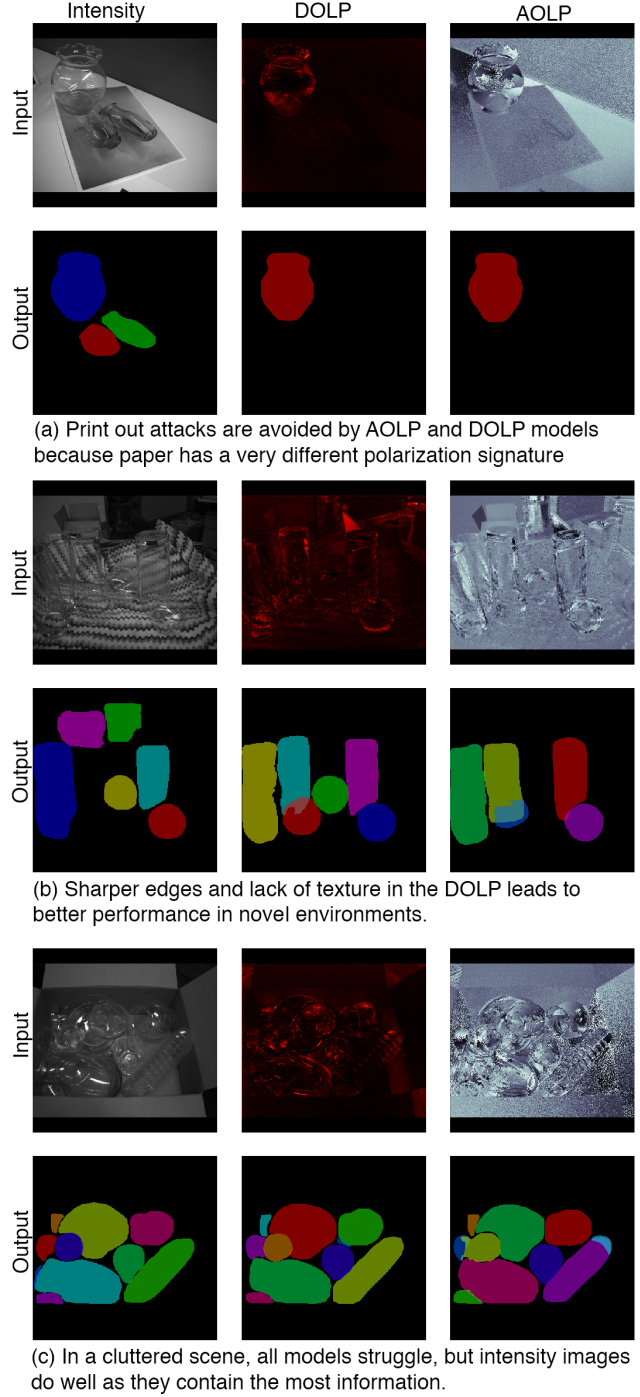 Intensity DOLP AOLP
Input
Output
(a) Print out attacks are avoided by AOLP and DOLP models
because paper has a very different polarization signature
Input
Output
(b) Sharper edges and lack of texture in the DOLP leads to
better performance in novel environments.
Input
Output
(c) In a cluttered scene, all models struggle, but intensity images
do well as they contain the most information.